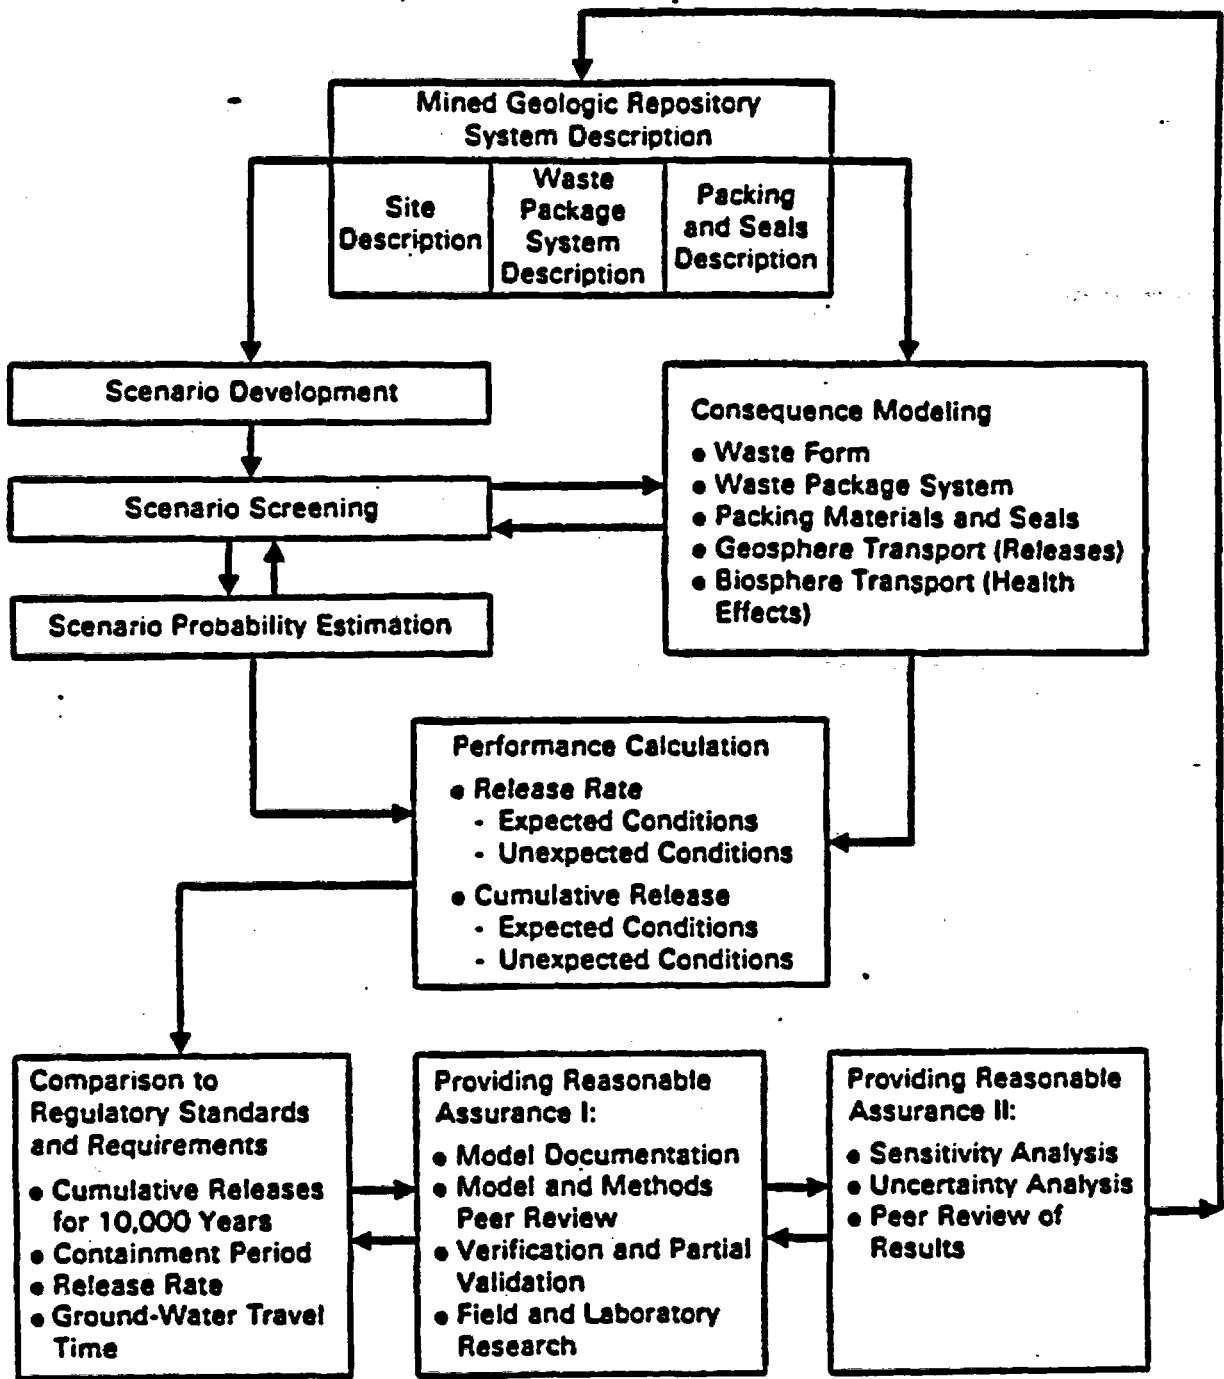 Mined Geologic Repository
System Description
Site
Description
Waste
Package
System
Description
Packing
and Seals
Description
Scenario Development
Scenario Screening
Scenario Probability Estimation
Consequence Modeling
• Waste Form
• Waste Package System
• Packing Materials and Seals
• Geosphere Transport (Releases)
• Biosphere Transport (Health
Effects)
Performance Calculation
• Release Rate
- Expected Conditions
- Unexpected Conditions
• Cumulative Release
- Expected Conditions
- Unexpected Conditions
Comparison to
Regulatory Standards
and Requirements
• Cumulative Releases
for 10,000 Years
• Containment Period
• Release Rate
• Ground-Water Travel
Time
Providing Reasonable
Assurance I:
• Model Documentation
• Model and Methods
Peer Review
• Verification and Partial
Validation
• Field and Laboratory
Research
Providing Reasonable
Assurance II:
• Sensitivity Analysis
• Uncertainty Analysis
• Peer Review of
Results